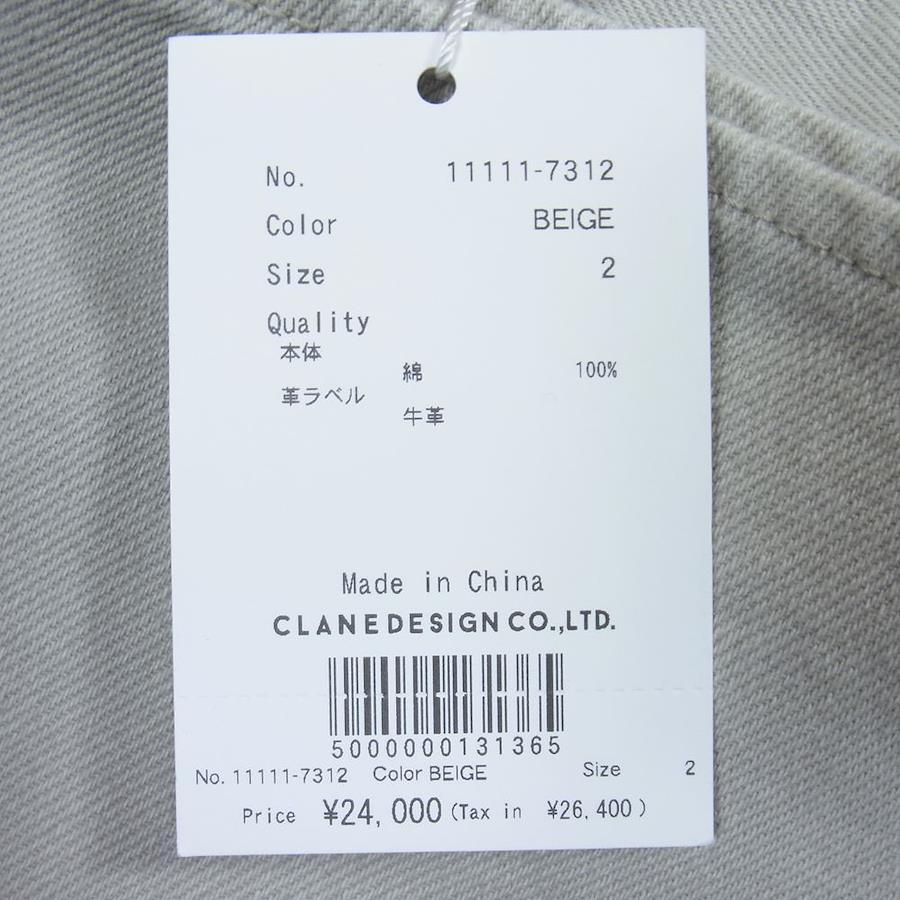 No. 11111-7312
Color BEIGE
Size 2
Quality
本体
綿 100%
革ラベル
牛革
Made in China
CLANE DESIGN CO.,LTD.
5000000131365
No. 11111-7312 Color BEIGE Size 2
Price ¥24,000 (Tax in ¥26,400)